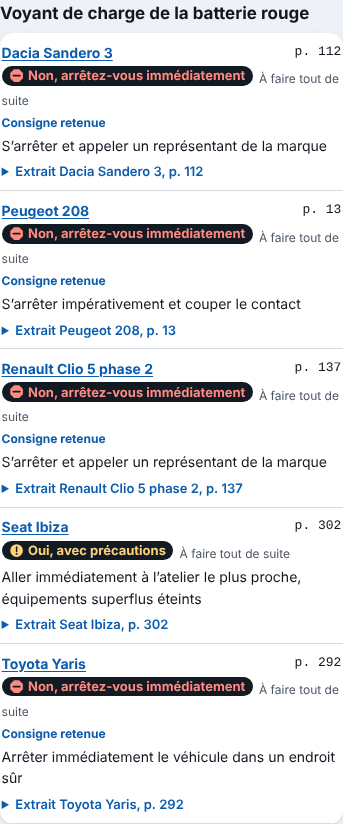 Voyant de charge de la batterie rouge
Dacia Sandero 3 p. 112
Non, arrêtez-vous immédiatement À faire tout de
suite
Consigne retenue
S’arrêter et appeler un représentant de la marque
Extrait Dacia Sandero 3, p. 112
Peugeot 208 p. 13
Non, arrêtez-vous immédiatement À faire tout de
suite
Consigne retenue
S’arrêter impérativement et couper le contact
Extrait Peugeot 208, p. 13
Renault Clio 5 phase 2 p. 137
Non, arrêtez-vous immédiatement À faire tout de
suite
Consigne retenue
S’arrêter et appeler un représentant de la marque
Extrait Renault Clio 5 phase 2, p. 137
Seat Ibiza p. 302
Oui, avec précautions À faire tout de suite
Aller immédiatement à l’atelier le plus proche,
équipements superflus éteints
Extrait Seat Ibiza, p. 302
Toyota Yaris p. 292
Non, arrêtez-vous immédiatement À faire tout de
suite
Consigne retenue
Arrêter immédiatement le véhicule dans un endroit
sûr
Extrait Toyota Yaris, p. 292